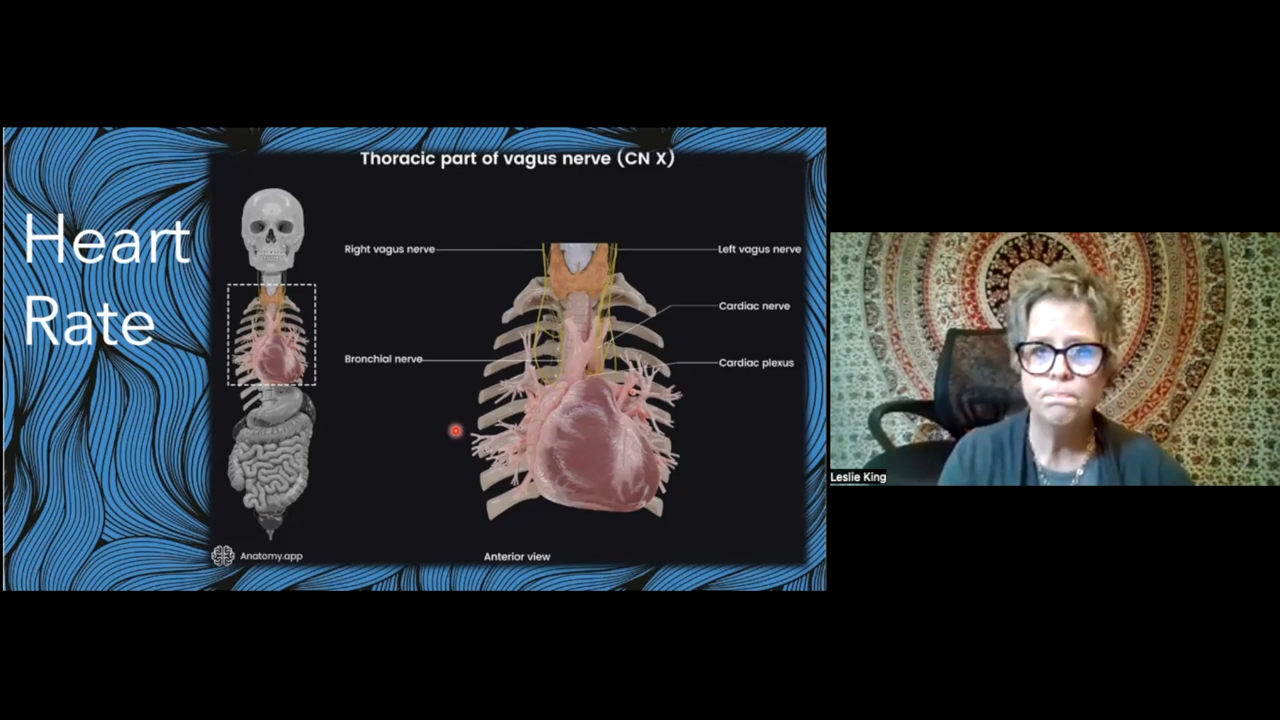 Heart
Rate
Thoracic part of vagus nerve (CN X)
Right vagus nerve
Left vagus nerve
Cardiac nerve
Bronchial nerve
Cardiac plexus
Anatomy.app
Anterior view
Leslie King